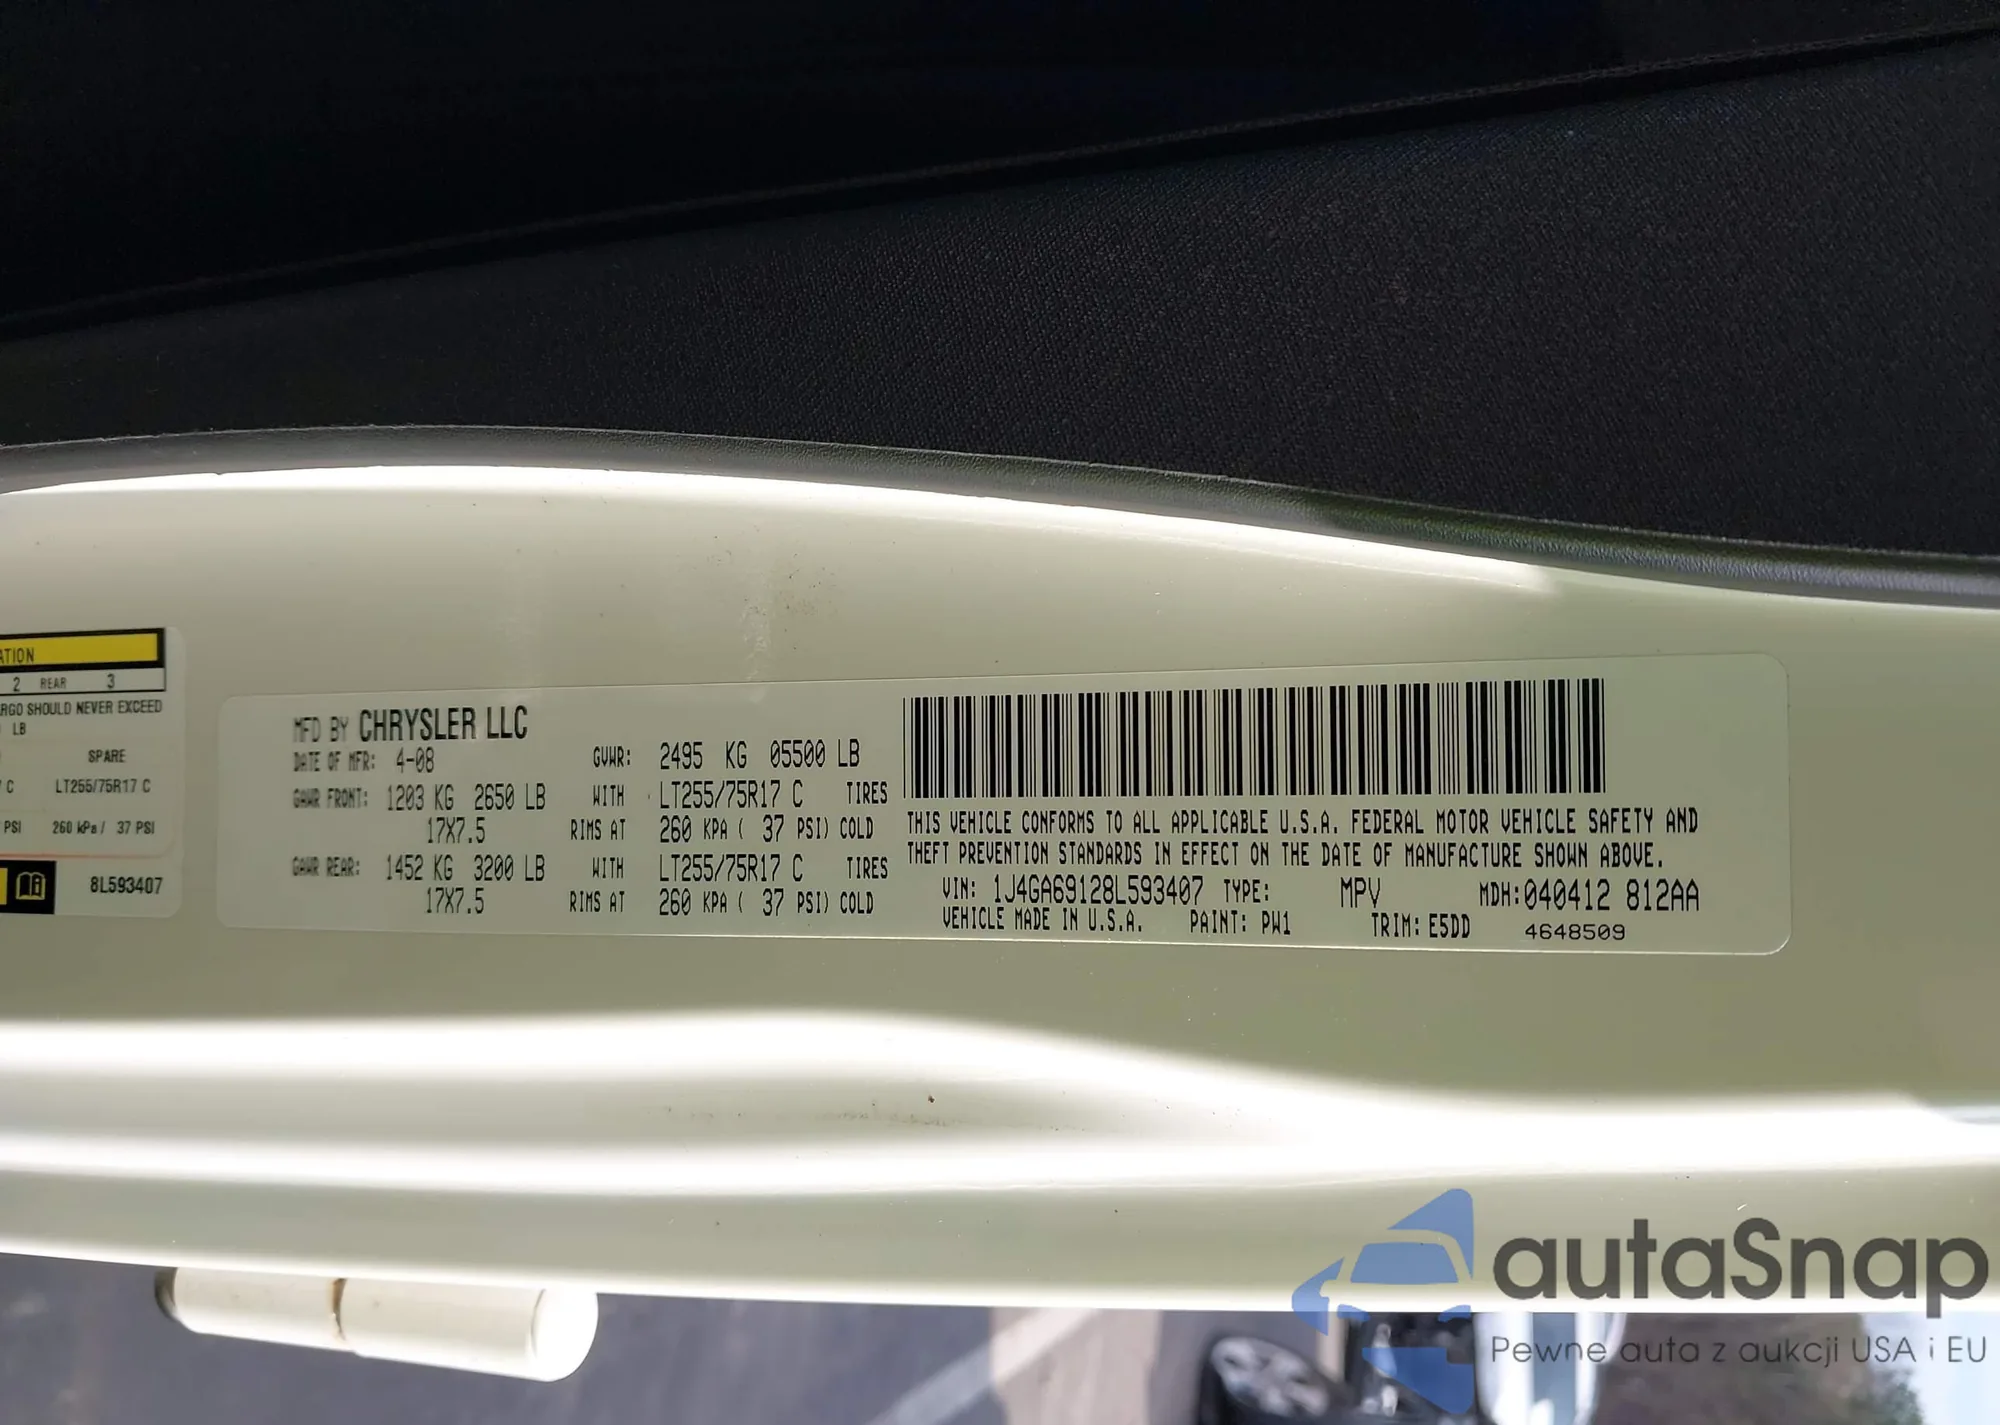 ATION
2 REAR 3
RGO SHOULD NEVER EXCEED
LB
SPARE
C LT255/75R17 C
PSI 260 kPa / 37 PSI
8L593407
MFD BY CHRYSLER LLC
DATE OF MFR: 4-08 GVWR: 2495 KG 05500 LB
GAWR FRONT: 1203 KG 2650 LB WITH LT255/75R17 C TIRES
17X7.5 RIMS AT 260 KPA ( 37 PSI) COLD
GAWR REAR: 1452 KG 3200 LB WITH LT255/75R17 C TIRES
17X7.5 RIMS AT 260 KPA ( 37 PSI) COLD
THIS VEHICLE CONFORMS TO ALL APPLICABLE U.S.A. FEDERAL MOTOR VEHICLE SAFETY AND
THEFT PREVENTION STANDARDS IN EFFECT ON THE DATE OF MANUFACTURE SHOWN ABOVE.
VIN: 1J4GA69128L593407 TYPE: MPV MDH:040412 812AA
VEHICLE MADE IN U.S.A. PAINT: PW1 TRIM: E5DD 4648509
autaSnap
Pewne auta z aukcji USA i EU